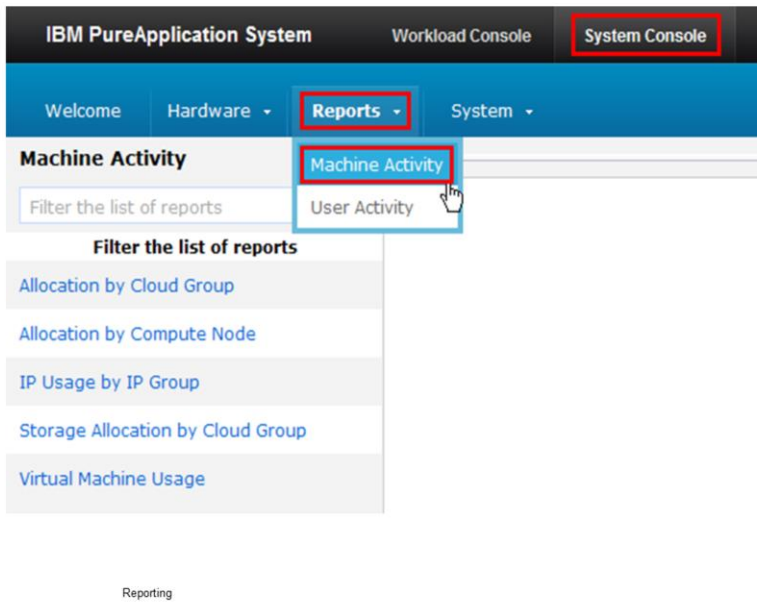 IBM PureApplication System Workload Console System Console
Welcome Hardware Reports System
Machine Activity
Machine Activity
Filter the list of reports
User Activity
Filter the list of reports
Allocation by Cloud Group
Allocation by Compute Node
IP Usage by IP Group
Storage Allocation by Cloud Group
Virtual Machine Usage
Reporting